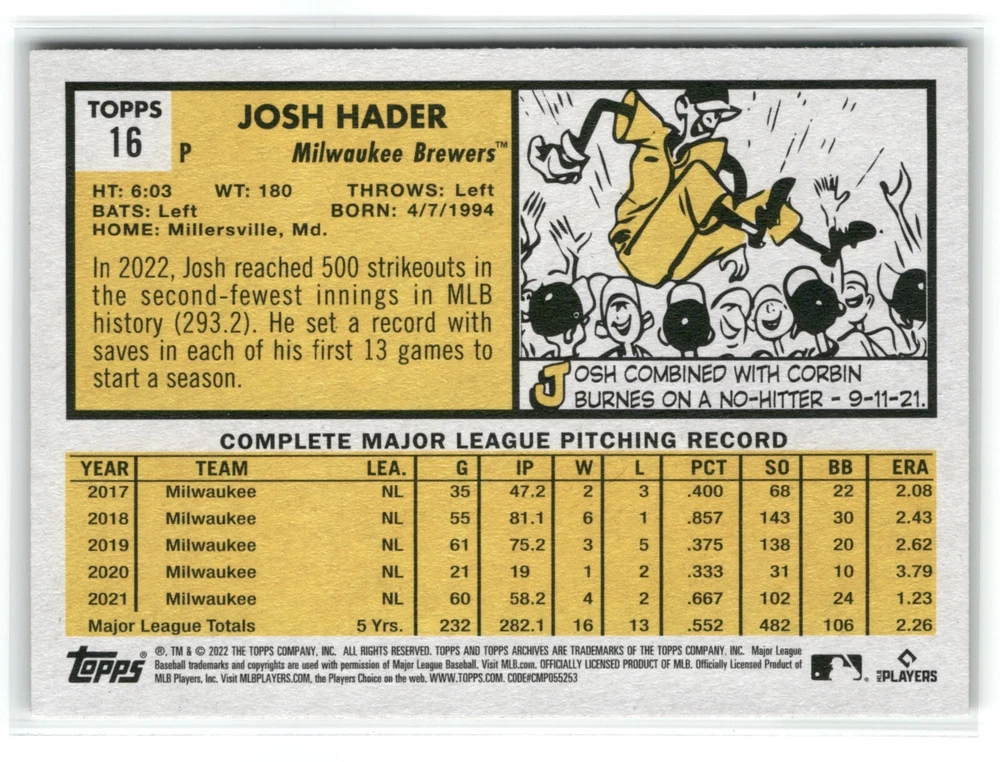 TOPPS
16
P
JOSH HADER
Milwaukee Brewers™
HT: 6:03 WT: 180 THROWS: Left
BATS: Left BORN: 4/7/1994
HOME: Millersville, Md.
In 2022, Josh reached 500 strikeouts in
the second-fewest innings in MLB
history (293.2). He set a record with
saves in each of his first 13 games to
start a season.
JOSH COMBINED WITH CORBIN
BURNES ON A NO-HITTER - 9-11-21.
COMPLETE MAJOR LEAGUE PITCHING RECORD
YEAR TEAM LEA. G IP W L PCT SO BB ERA
2017 Milwaukee NL 35 47.2 2 3 .400 68 22 2.08
2018 Milwaukee NL 55 81.1 6 1 .857 143 30 2.43
2019 Milwaukee NL 61 75.2 3 5 .375 138 20 2.62
2020 Milwaukee NL 21 19 1 2 .333 31 10 3.79
2021 Milwaukee NL 60 58.2 4 2 .667 102 24 1.23
Major League Totals 5 Yrs. 232 282.1 16 13 .552 482 106 2.26
Topps®
®, TM & © 2022 THE TOPPS COMPANY, INC. ALL RIGHTS RESERVED. TOPPS AND TOPPS ARCHIVES ARE TRADEMARKS OF THE TOPPS COMPANY, INC. Major League
Baseball trademarks and copyrights are used with permission of Major League Baseball. Visit MLB.com. OFFICIALLY LICENSED PRODUCT OF MLB. Officially Licensed Product of
MLB Players, Inc. Visit MLBPLAYERS.COM, the Players Choice on the web. WWW.TOPPS.COM. CODE#CMP055253
MLB PLAYERS